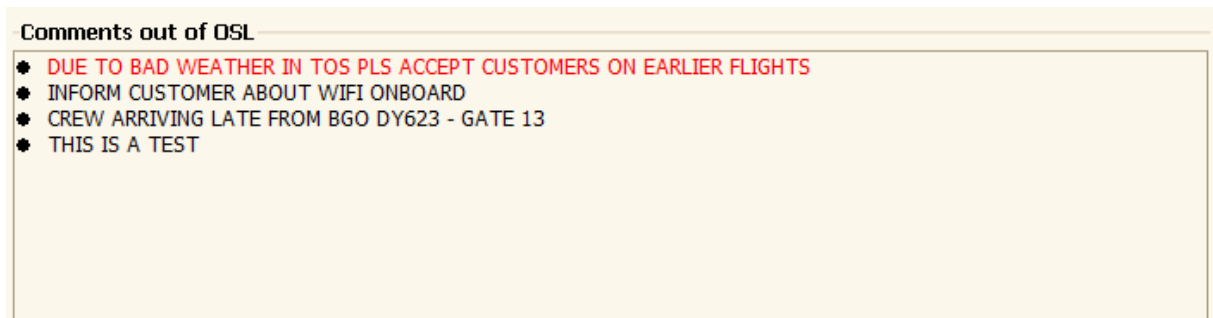 Comments out of OSL
DUE TO BAD WEATHER IN TOS PLS ACCEPT CUSTOMERS ON EARLIER FLIGHTS
INFORM CUSTOMER ABOUT WIFI ONBOARD
CREW ARRIVING LATE FROM BGO DY623 - GATE 13
THIS IS A TEST